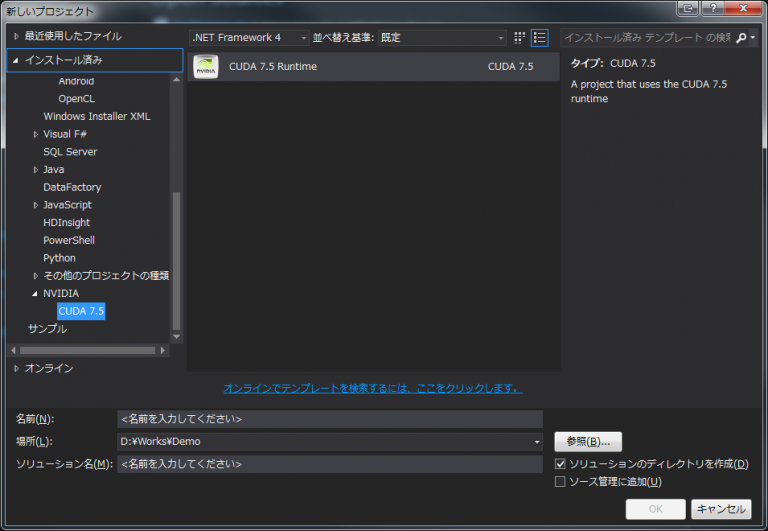 新しいプロジェクト
最近使用したファイル
.NET Framework 4
並べ替え基準:
既定
インストール済み テンプレート の検索
インストール済み
Android
OpenCL
Windows Installer XML
Visual F#
SQL Server
Java
DataFactory
JavaScript
HDInsight
PowerShell
Python
その他のプロジェクトの種類
NVIDIA
CUDA 7.5
サンプル
オンライン
NVIDIA
CUDA 7.5 Runtime
CUDA 7.5
タイプ: CUDA 7.5
A project that uses the CUDA 7.5
runtime
オンラインでテンプレートを検索するには、ここをクリックします。
名前(N):
<名前を入力してください>
場所(L):
D:¥Works¥Demo
参照(B)...
ソリューション名(M):
<名前を入力してください>
ソリューションのディレクトリを作成(D)
ソース管理に追加(U)
OK
キャンセル